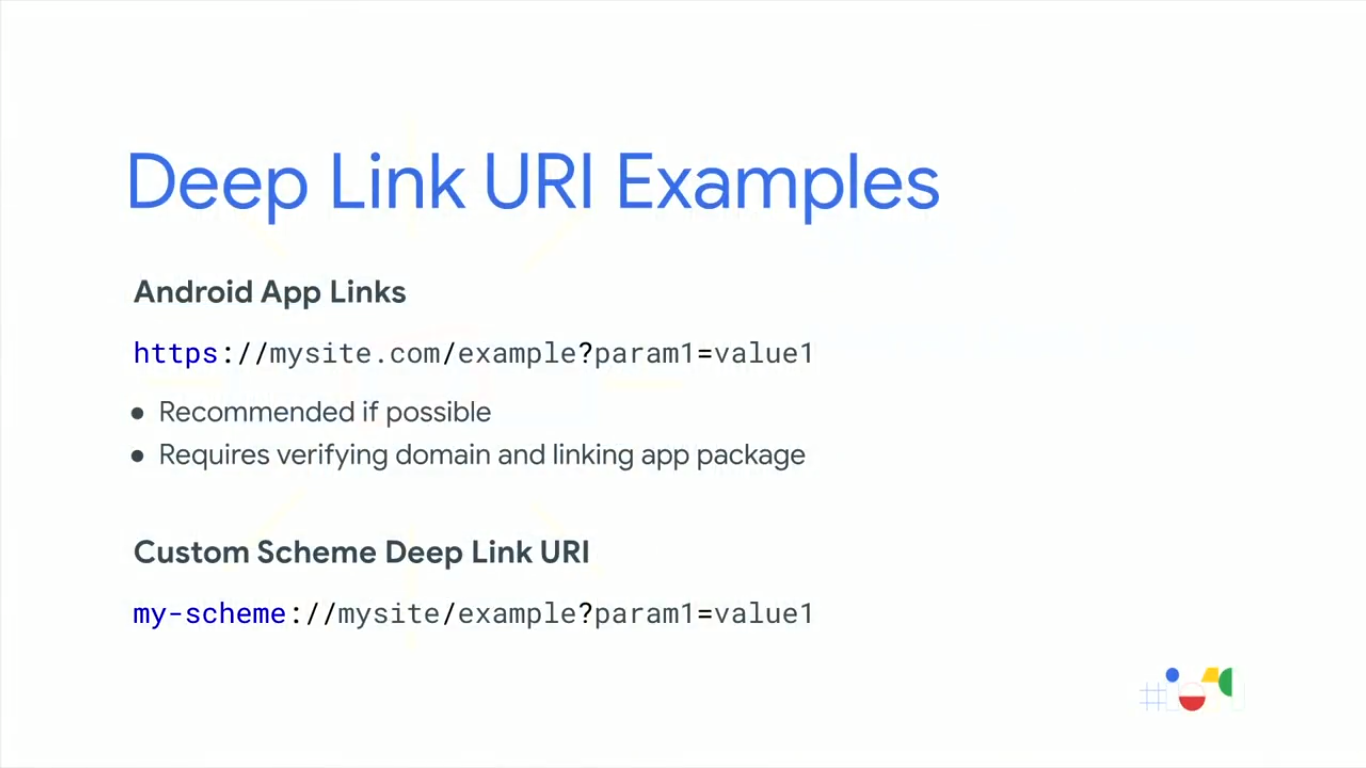 Deep Link URI Examples
Android App Links
https://mysite.com/example?param1=value1
● Recommended if possible
● Requires verifying domain and linking app package
Custom Scheme Deep Link URI
my-scheme://mysite/example?param1=value1